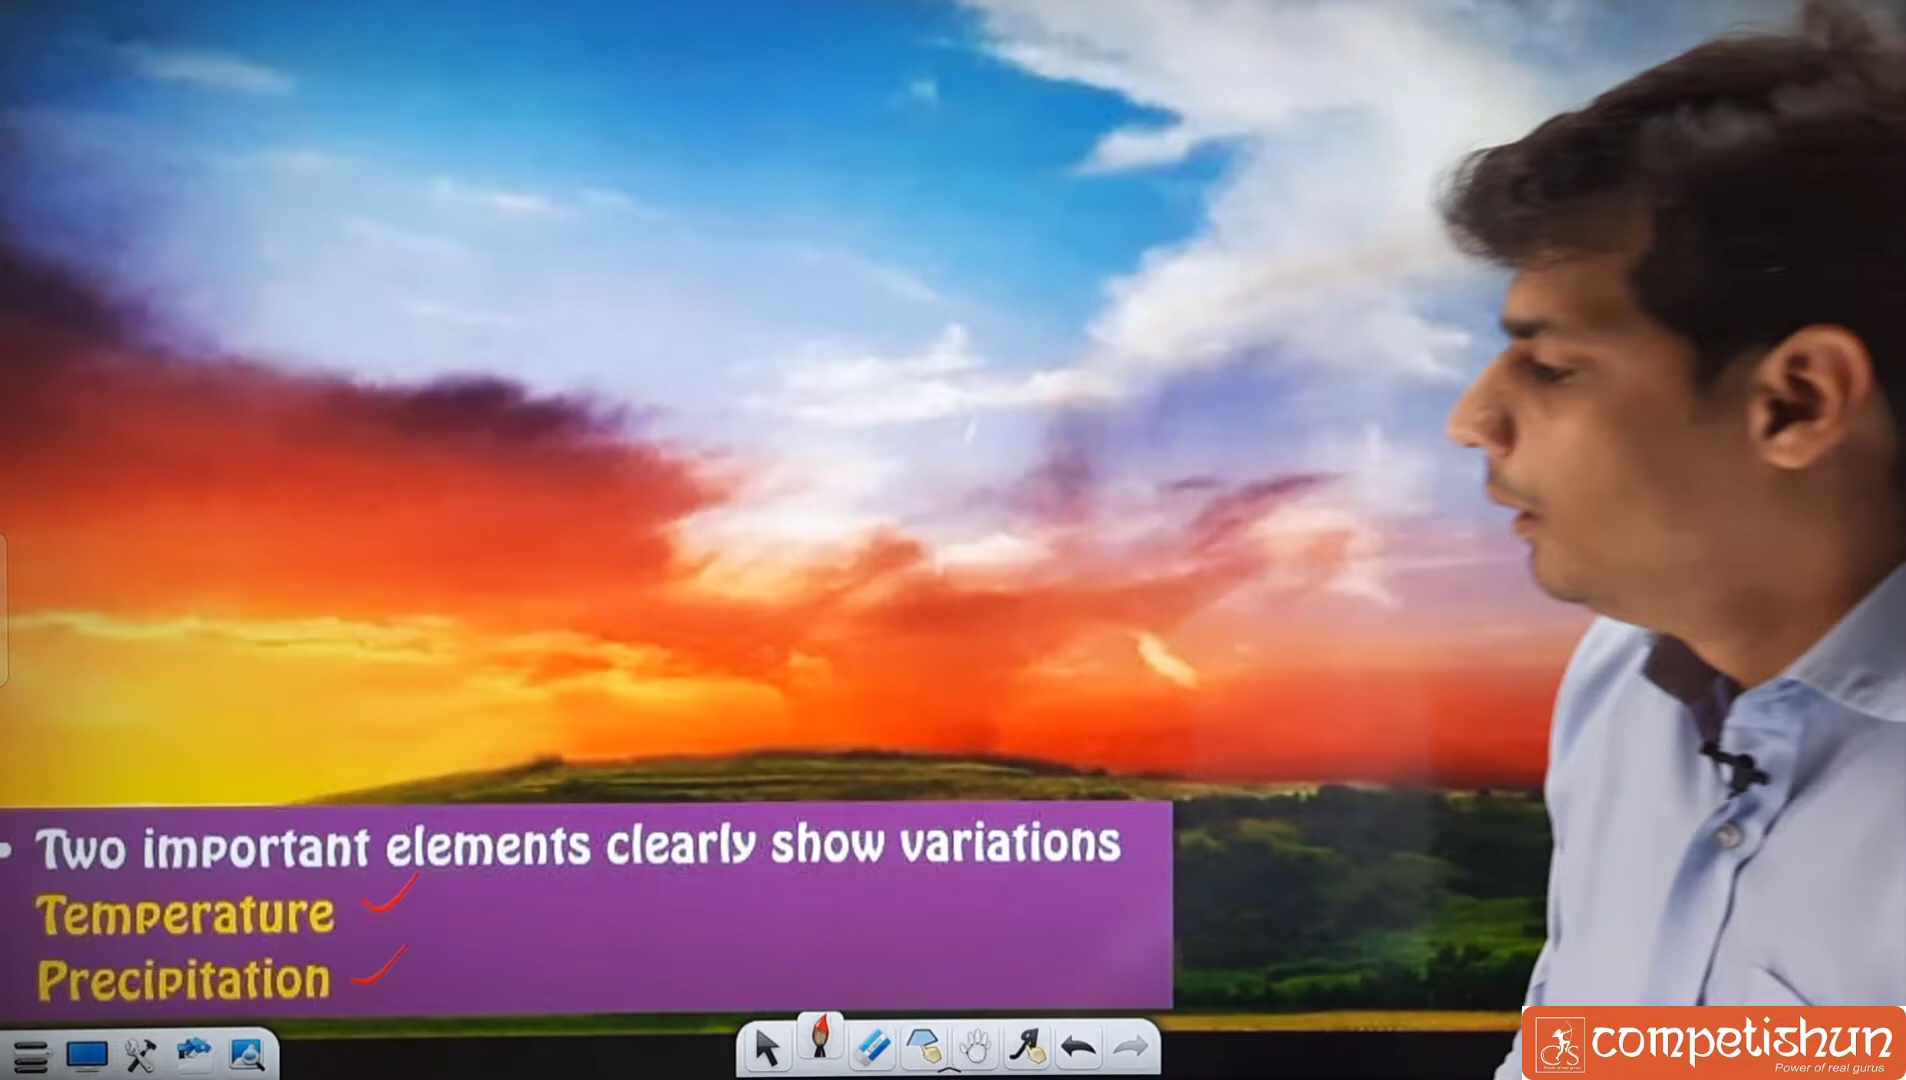 • Two important elements clearly show variations
Temperature
Precipitation
competishun
Power of real gurus